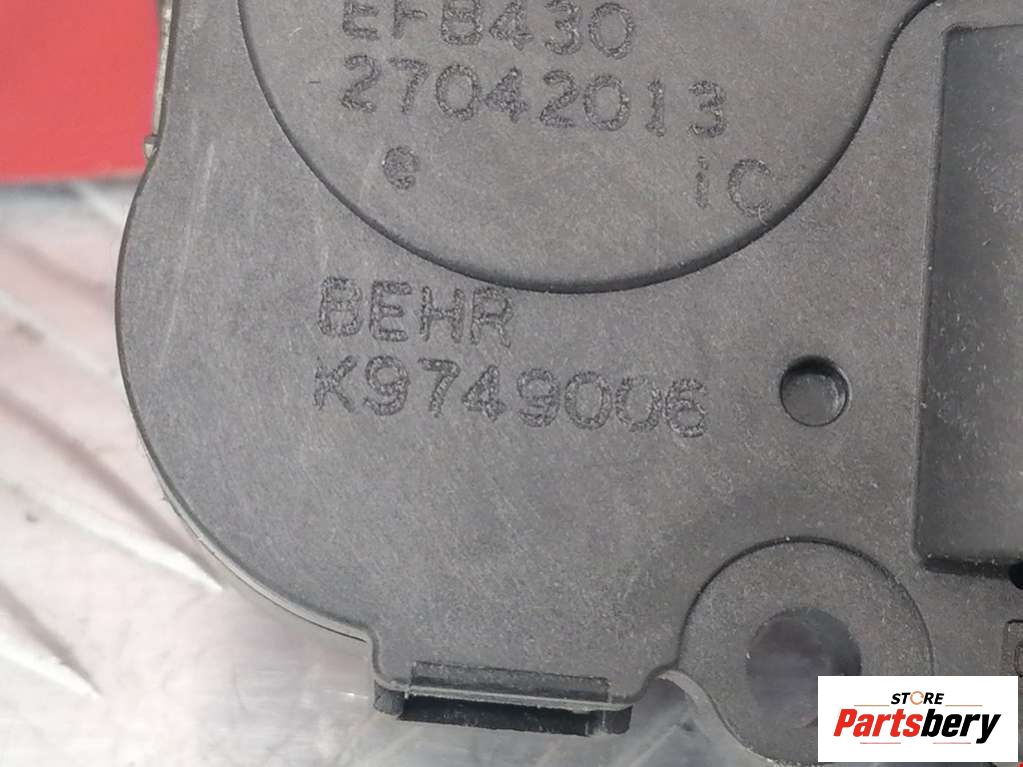 EFB430
27042013
e iC
BEHR
K9749006
STORE
Partsbery